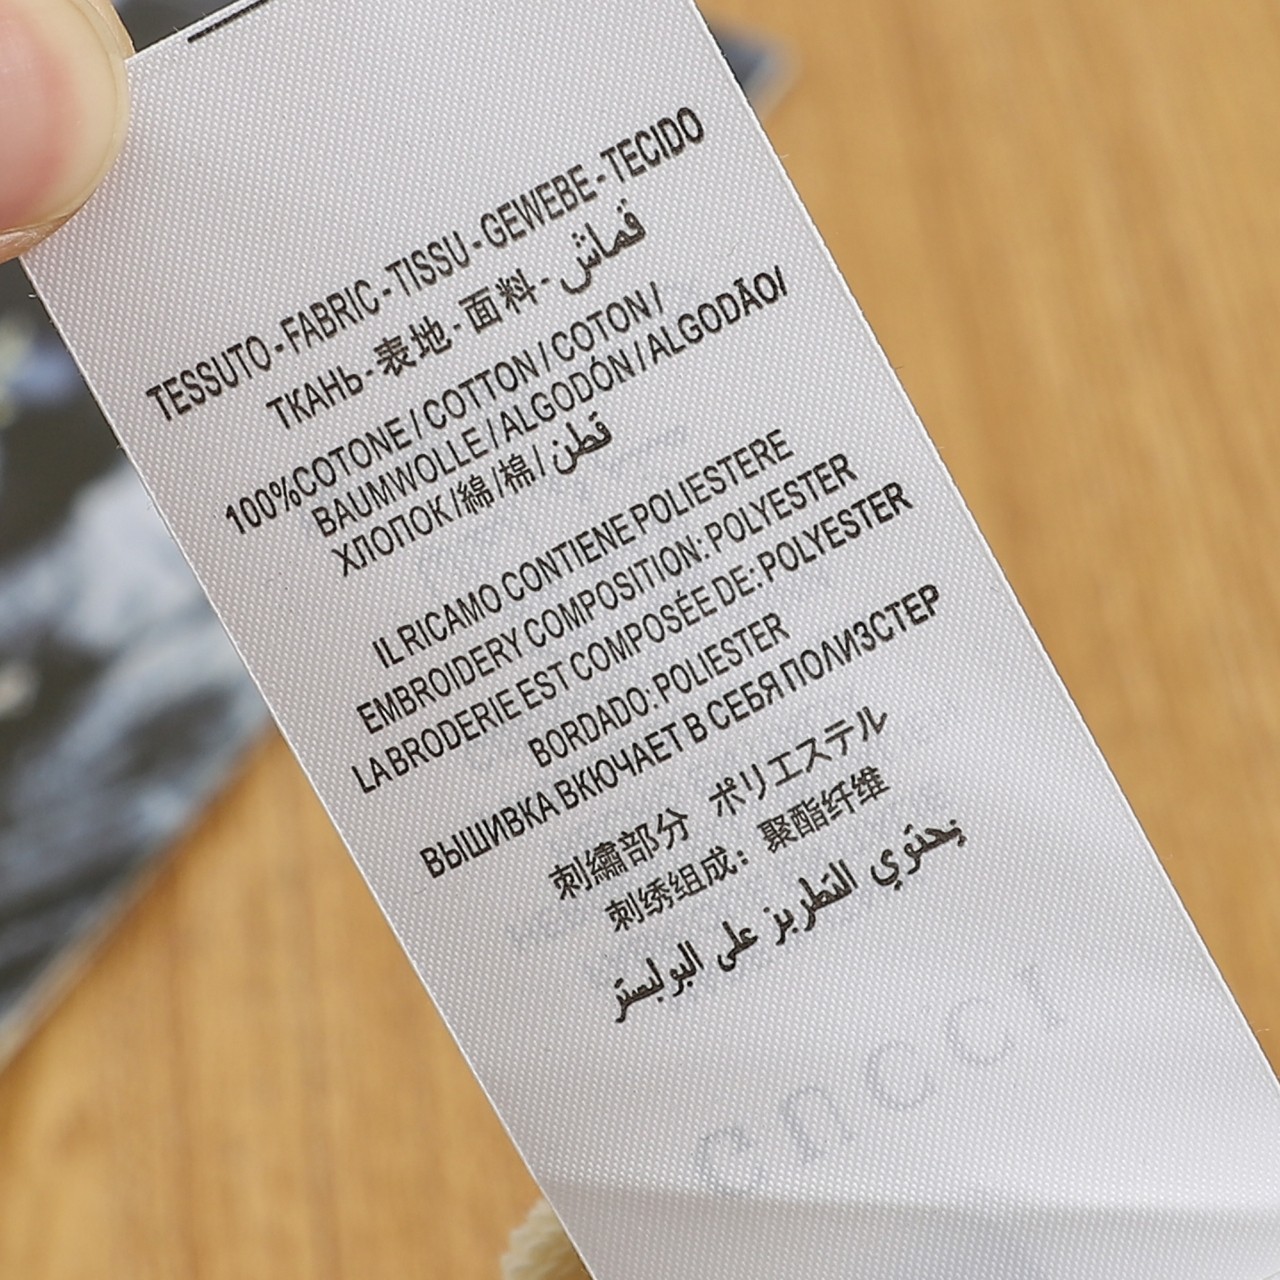 TESSUTO - FABRIC - TISSU - GEWEBE - TECIDO
ТКАНЬ - 表地 - 面料 - قماش
100%COTONE / COTTON / COTON /
BAUMWOLLE / ALGODÓN / ALGODÃO/
ХЛОПОК /綿/棉/ قطن
IL RICAMO CONTIENE POLIESTERE
EMBROIDERY COMPOSITION: POLYESTER
LA BRODERIE EST COMPOSÉE DE: POLYESTER
BORDADO: POLIESTER
ВЫШИВКА ВКЮЧАЕТ В СЕБЯ ПОЛИЗСТЕР
刺繍部分 ポリエステル
刺绣组成：聚酯纤维
يحتوي التطريز على البوليستر